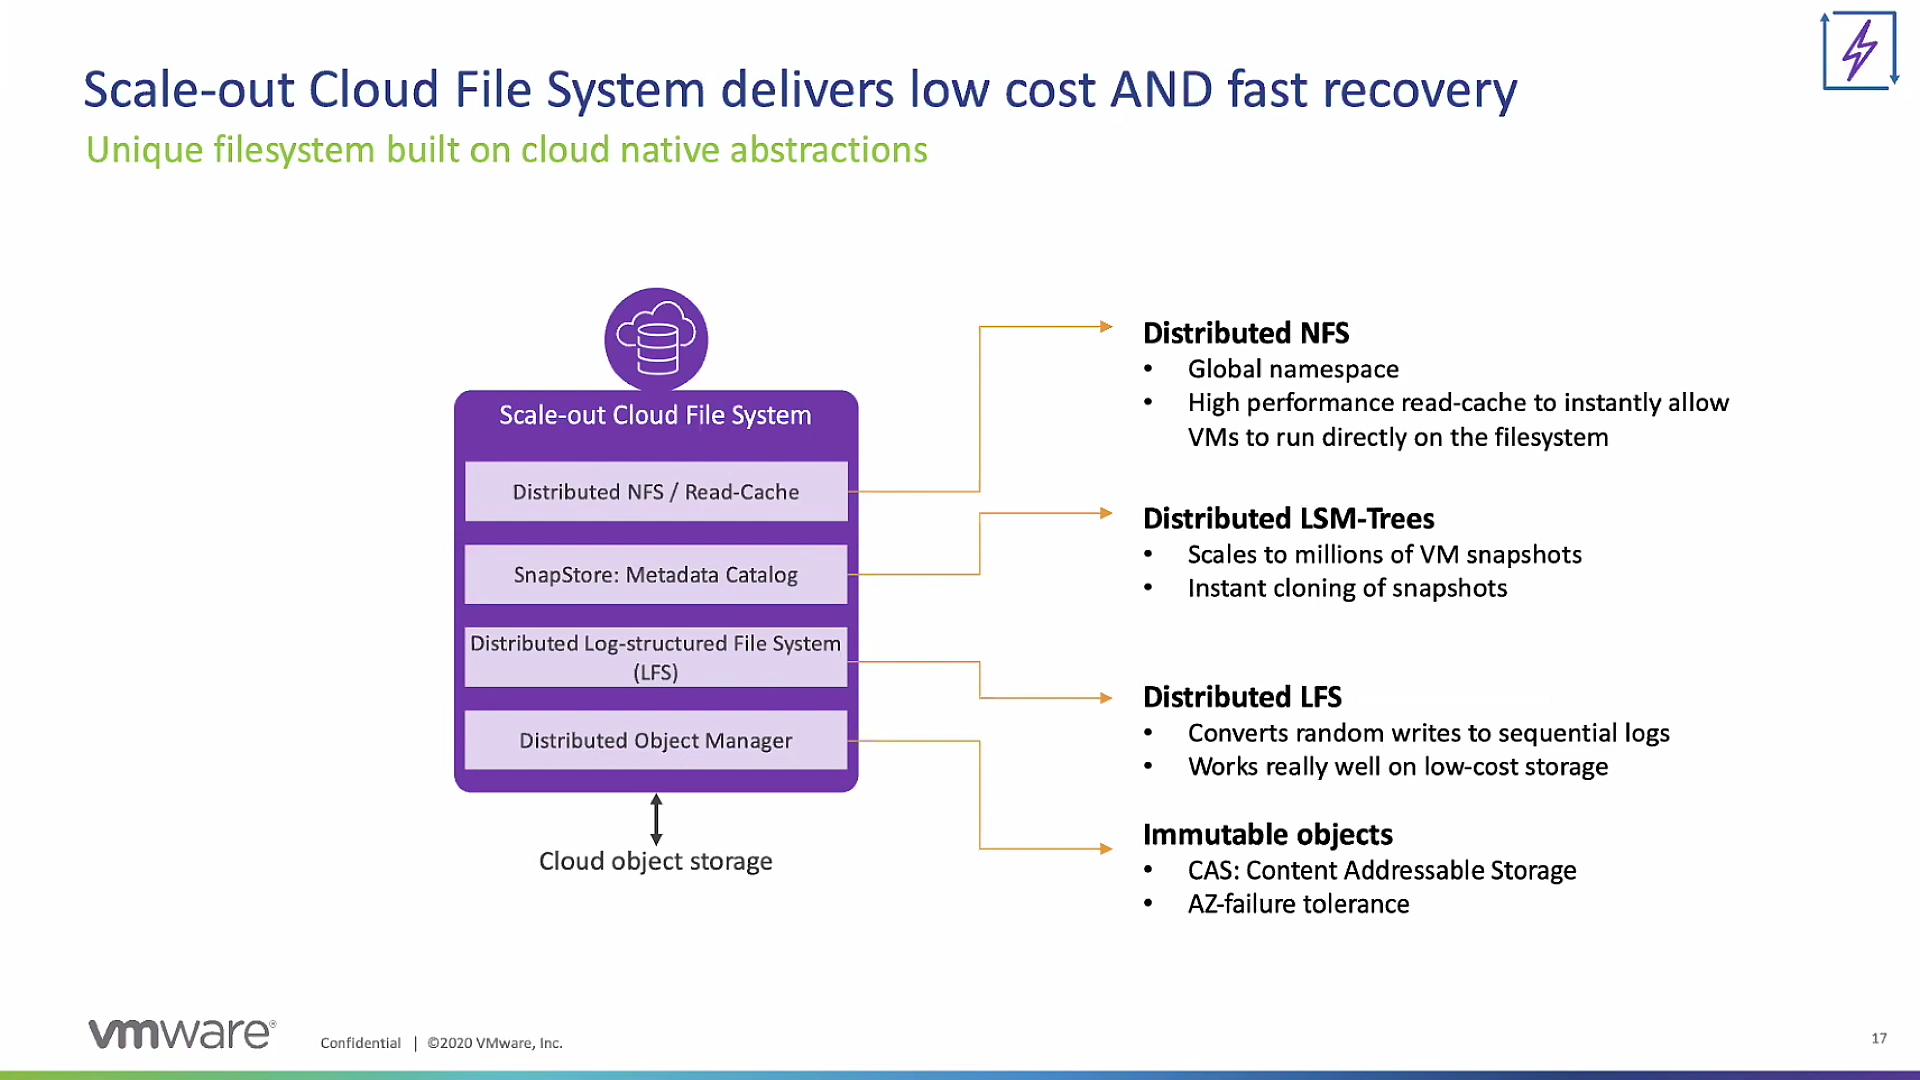 Scale-out Cloud File System delivers low cost AND fast recovery
Unique filesystem built on cloud native abstractions
Scale-out Cloud File System
Distributed NFS / Read-Cache
SnapStore: Metadata Catalog
Distributed Log-structured File System
(LFS)
Distributed Object Manager
Cloud object storage
Distributed NFS
• Global namespace
• High performance read-cache to instantly allow
VMs to run directly on the filesystem
Distributed LSM-Trees
• Scales to millions of VM snapshots
• Instant cloning of snapshots
Distributed LFS
• Converts random writes to sequential logs
• Works really well on low-cost storage
Immutable objects
• CAS: Content Addressable Storage
• AZ-failure tolerance
vmware®
Confidential | ©2020 VMware, Inc.
17